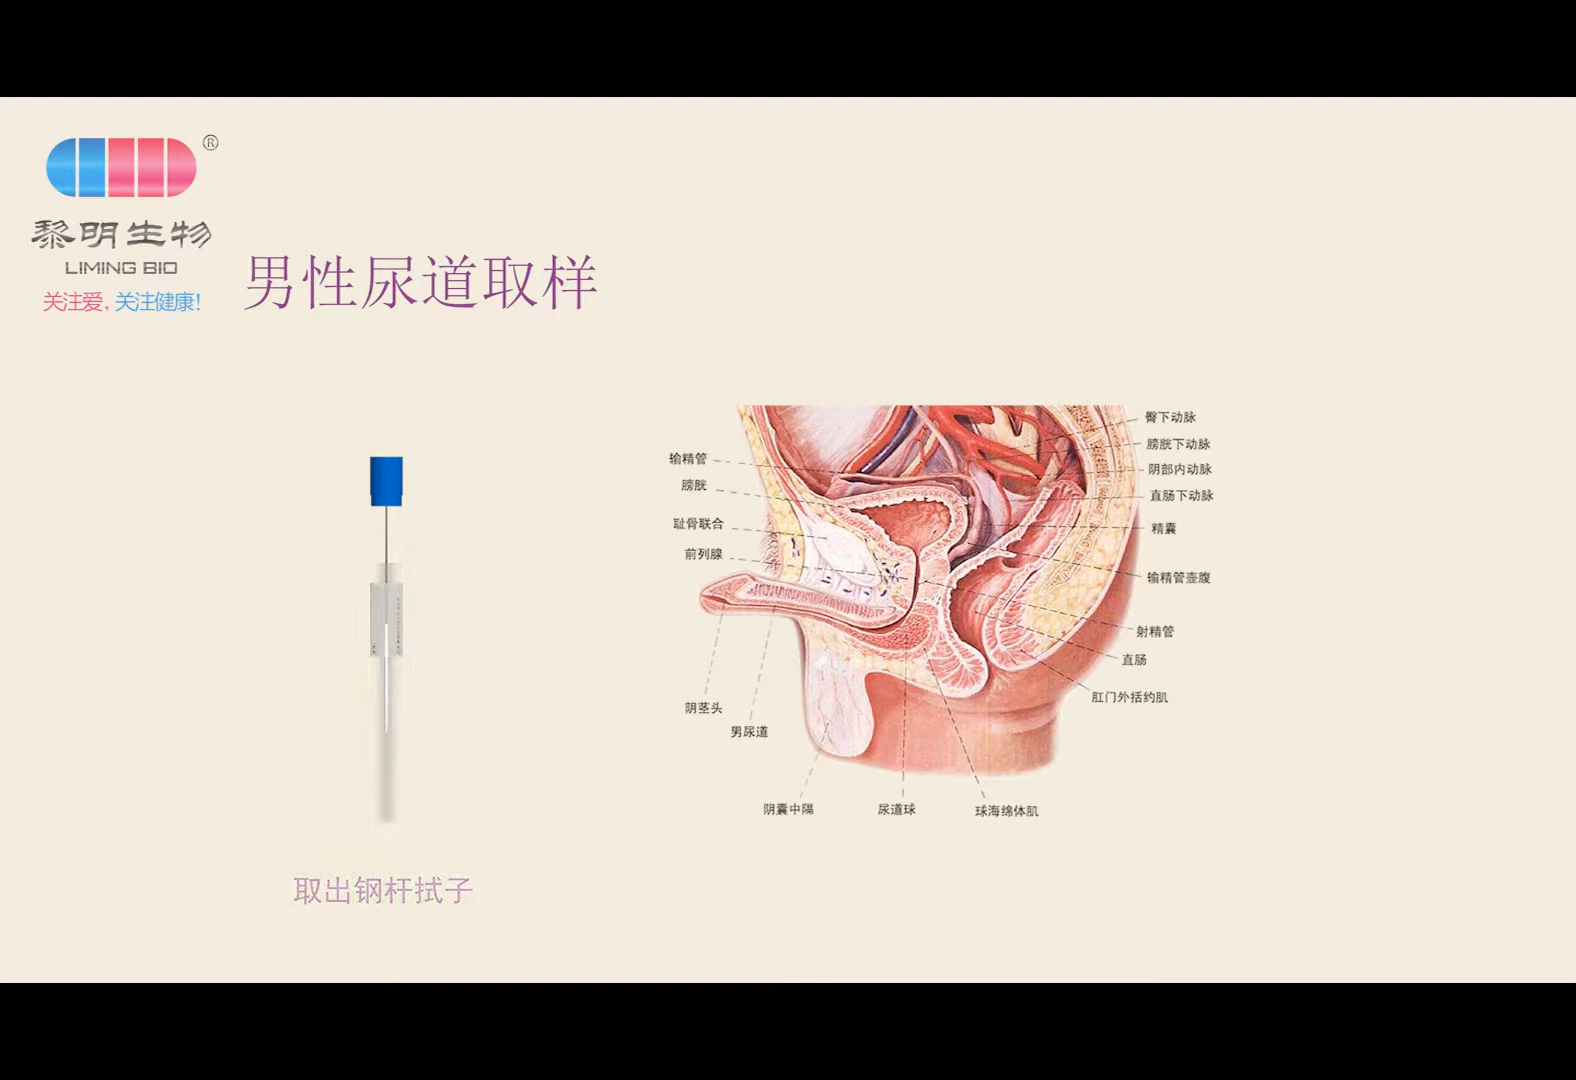 ®
黎明生物
LIMING BIO
关注爱,关注健康!
男性尿道取样
输精管
膀胱
耻骨联合
前列腺
阴茎头
男尿道
阴囊中隔
尿道球
球海绵体肌
臀下动脉
膀胱下动脉
阴部内动脉
直肠下动脉
精囊
输精管壶腹
射精管
直肠
肛门外括约肌
取出钢杆拭子